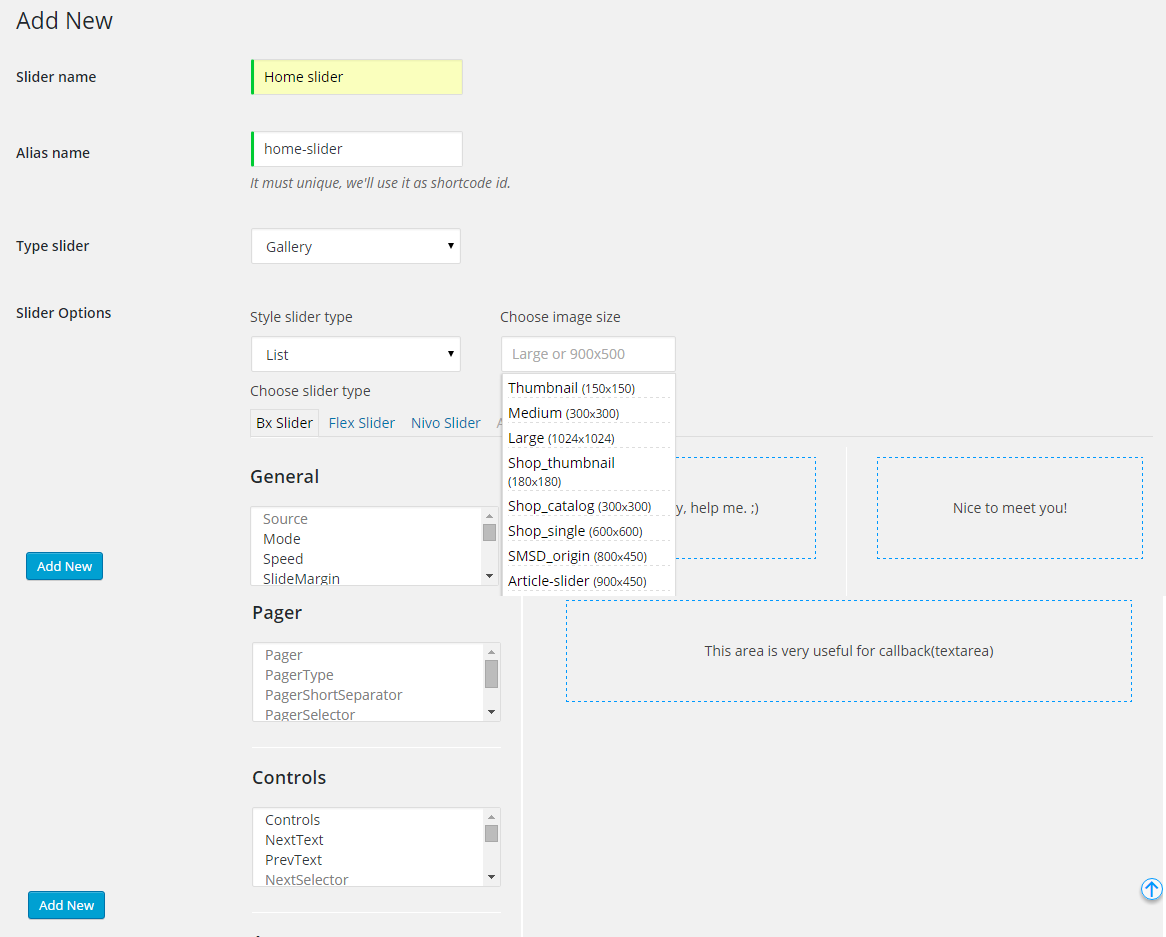 Add New
Slider name
Home slider
Alias name
home-slider
It must unique, we'll use it as shortcode id.
Type slider
Gallery
Slider Options
Style slider type
Choose image size
List
Large or 900x500
Choose slider type
Thumbnail (150x150)
Medium (300x300)
Large (1024x1024)
Shop_thumbnail
(180x180)
Shop_catalog (300x300)
Shop_single (600x600)
SMSD_origin (800x450)
Article-slider (900x450)
Bx Slider
Flex Slider
Nivo Slider
General
Source
Mode
Speed
SlideMargin
y, help me. ;)
Nice to meet you!
Add New
Pager
Pager
PagerType
PagerShortSeparator
PagerSelector
This area is very useful for callback(textarea)
Controls
Controls
NextText
PrevText
NextSelector
Add New